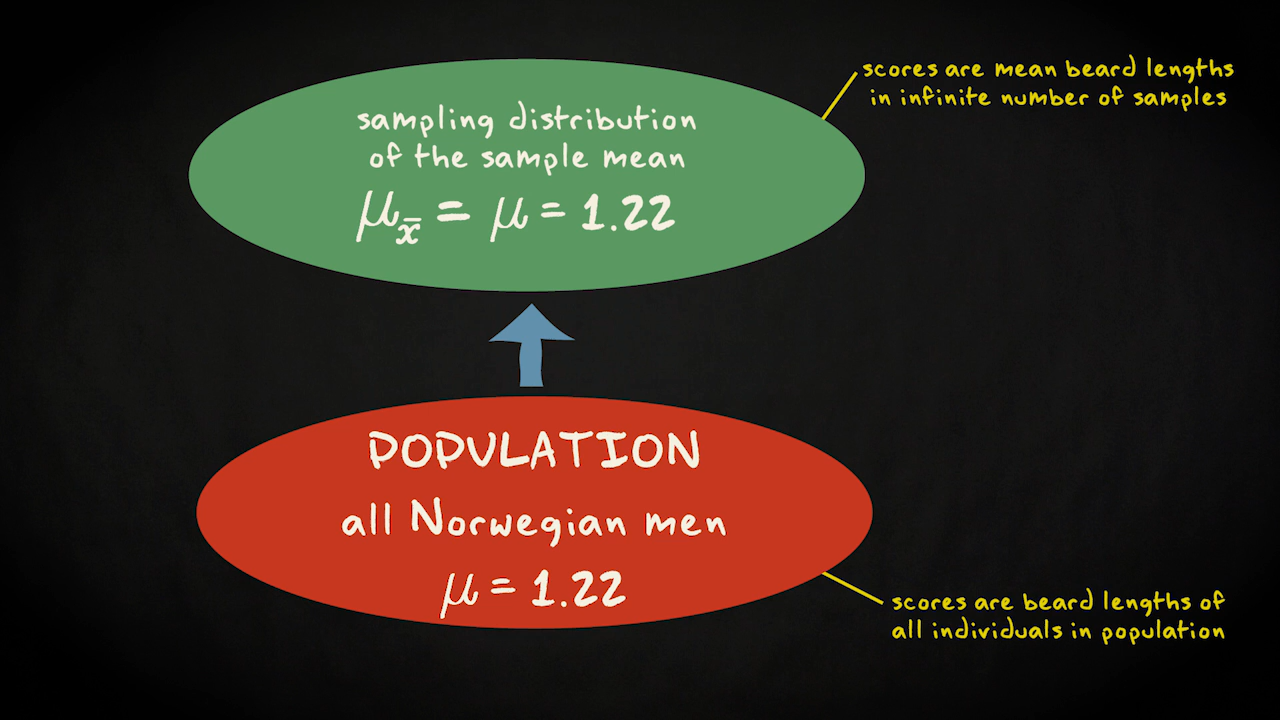 scores are mean beard lengths
in infinite number of samples
sampling distribution
of the sample mean
μx̄ = μ = 1.22
POPULATION
all Norwegian men
μ = 1.22
scores are beard lengths of
all individuals in population